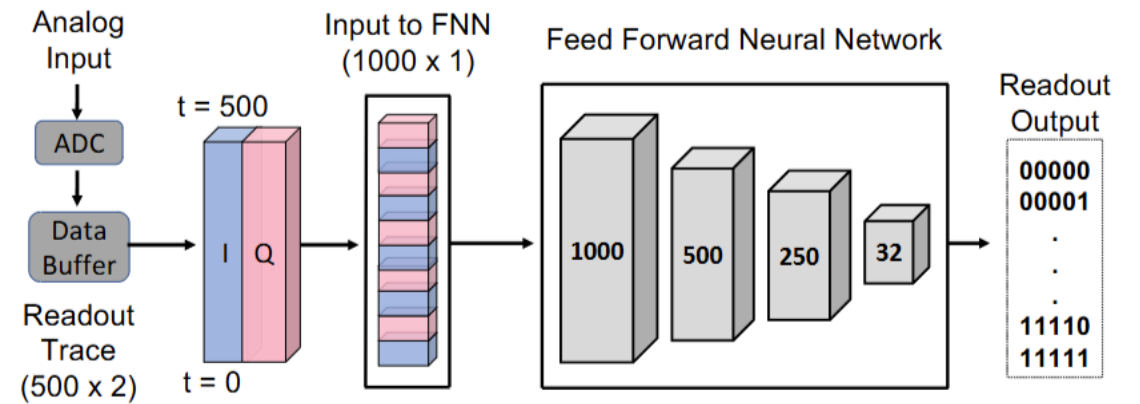 Analog
Input
ADC
Data
Buffer
Readout
Trace
(500 x 2)
t = 500
I
Q
t = 0
Input to FNN
(1000 x 1)
Feed Forward Neural Network
1000
500
250
32
Readout
Output
00000
00001
.
.
.
11110
11111